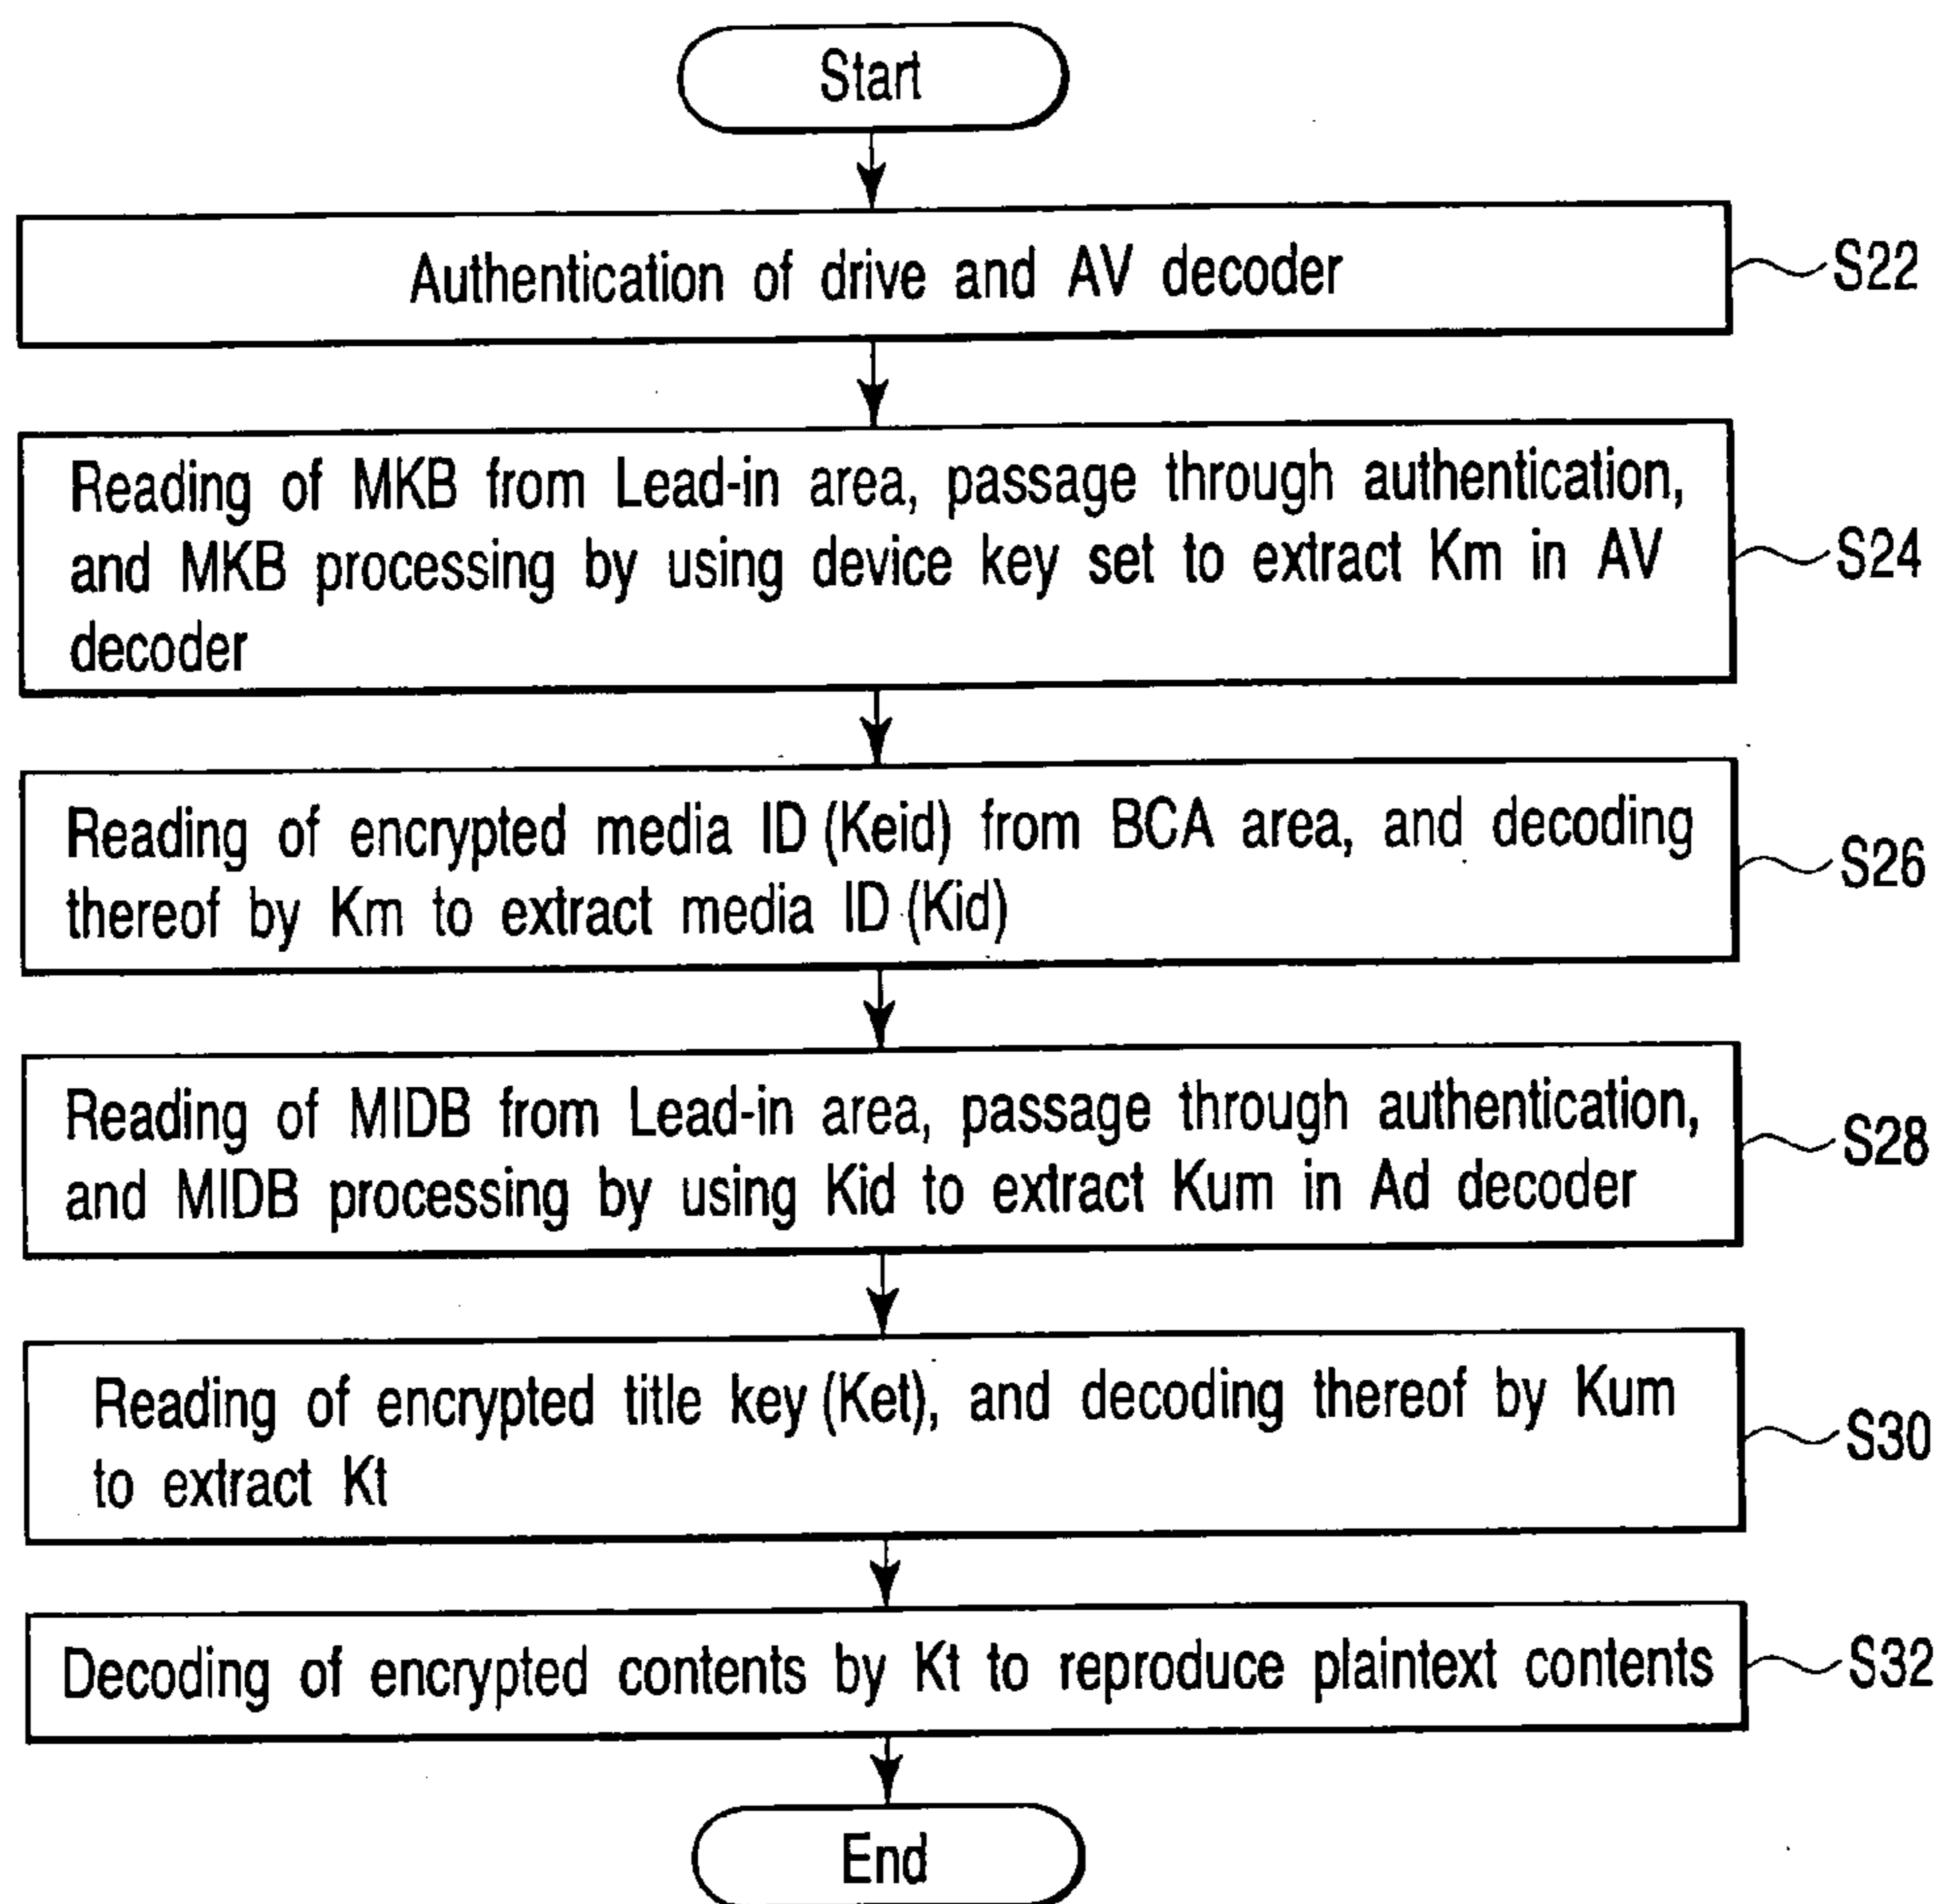 Start
Authentication of drive and AV decoder
S22
Reading of MKB from Lead-in area, passage through authentication,
and MKB processing by using device key set to extract Km in AV
decoder
S24
Reading of encrypted media ID (Keid) from BCA area, and decoding
thereof by Km to extract media ID (Kid)
S26
Reading of MIDB from Lead-in area, passage through authentication,
and MIDB processing by using Kid to extract Kum in Ad decoder
S28
Reading of encrypted title key (Ket), and decoding thereof by Kum
to extract Kt
S30
Decoding of encrypted contents by Kt to reproduce plaintext contents
S32
End